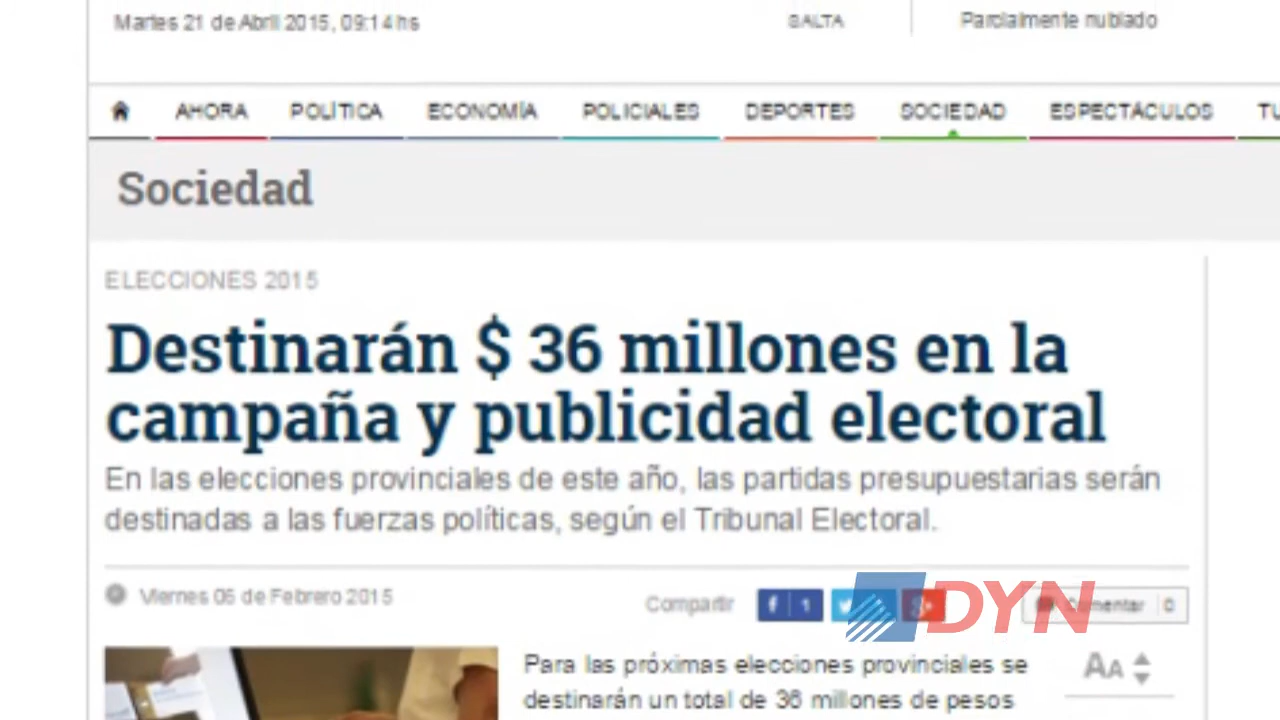 Martes 21 de Abril 2015, 09:14 hs
SALTA
Parcialmente nublado
AHORA POLÍTICA ECONOMÍA POLICIALES DEPORTES SOCIEDAD ESPECTÁCULOS TU
Sociedad
ELECCIONES 2015
Destinarán $ 36 millones en la
campaña y publicidad electoral
En las elecciones provinciales de este año, las partidas presupuestarias serán
destinadas a las fuerzas políticas, según el Tribunal Electoral.
Viernes 06 de Febrero 2015
Compartir
f 1
g+
DYN
Comentar 0
Para las próximas elecciones provinciales se
destinarán un total de 36 millones de pesos
AA